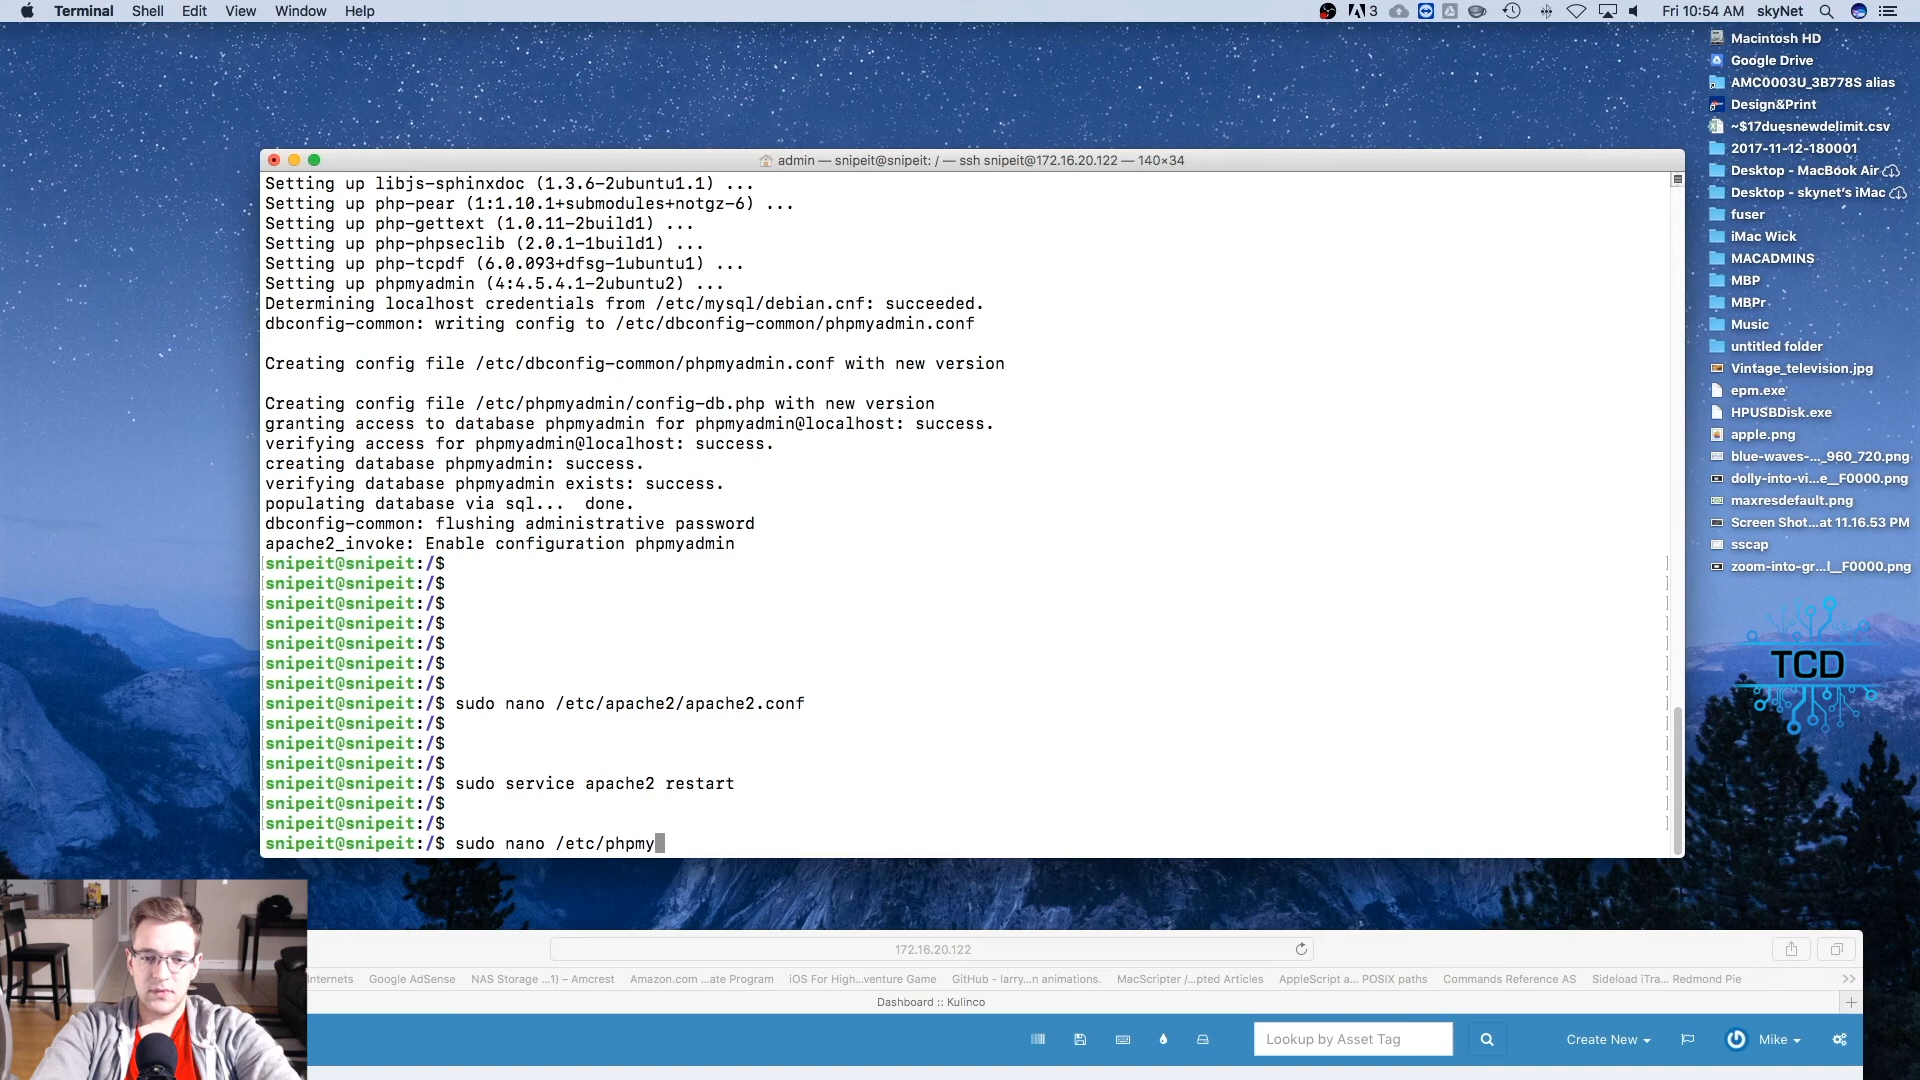 Terminal Shell Edit View Window Help 3 Fri 10:54 AM skyNet
Macintosh HD
Google Drive
AMC0003U_3B778S alias
Design&Print
~$17duesnewdelimit.csv
2017-11-12-180001
Desktop - MacBook Air
Desktop - skynet's iMac
fuser
iMac Wick
MACADMINS
MBP
MBPr
Music
untitled folder
Vintage_television.jpg
epm.exe
HPUSBDisk.exe
apple.png
blue-waves-..._960_720.png
dolly-into-vi...e__F0000.png
maxresdefault.png
Screen Shot...at 11.16.53 PM
sscap
zoom-into-gr...l__F0000.png
TCD
admin — snipeit@snipeit: / — ssh snipeit@172.16.20.122 — 140×34
Setting up libjs-sphinxdoc (1.3.6-2ubuntu1.1) ...
Setting up php-pear (1:1.10.1+submodules+notgz-6) ...
Setting up php-gettext (1.0.11-2build1) ...
Setting up php-phpseclib (2.0.1-1build1) ...
Setting up php-tcpdf (6.0.093+dfsg-1ubuntu1) ...
Setting up phpmyadmin (4:4.5.4.1-2ubuntu2) ...
Determining localhost credentials from /etc/mysql/debian.cnf: succeeded.
dbconfig-common: writing config to /etc/dbconfig-common/phpmyadmin.conf
Creating config file /etc/dbconfig-common/phpmyadmin.conf with new version
Creating config file /etc/phpmyadmin/config-db.php with new version
granting access to database phpmyadmin for phpmyadmin@localhost: success.
verifying access for phpmyadmin@localhost: success.
creating database phpmyadmin: success.
verifying database phpmyadmin exists: success.
populating database via sql...  done.
dbconfig-common: flushing administrative password
apache2_invoke: Enable configuration phpmyadmin
[snipeit@snipeit:/$ ]
[snipeit@snipeit:/$ ]
[snipeit@snipeit:/$ ]
[snipeit@snipeit:/$ ]
[snipeit@snipeit:/$ ]
[snipeit@snipeit:/$ ]
[snipeit@snipeit:/$ ]
[snipeit@snipeit:/$ sudo nano /etc/apache2/apache2.conf ]
[snipeit@snipeit:/$ ]
[snipeit@snipeit:/$ ]
[snipeit@snipeit:/$ ]
[snipeit@snipeit:/$ sudo service apache2 restart ]
[snipeit@snipeit:/$ ]
[snipeit@snipeit:/$ ]
snipeit@snipeit:/$ sudo nano /etc/phpmy
172.16.20.122
nternets Google AdSense NAS Storage ...1) – Amcrest Amazon.com ...ate Program iOS For High...venture Game GitHub - larry...n animations. MacScripter /...pted Articles AppleScript a... POSIX paths Commands Reference AS Sideload iTra... Redmond Pie >>
Dashboard :: Kulinco +
Lookup by Asset Tag Create New Mike